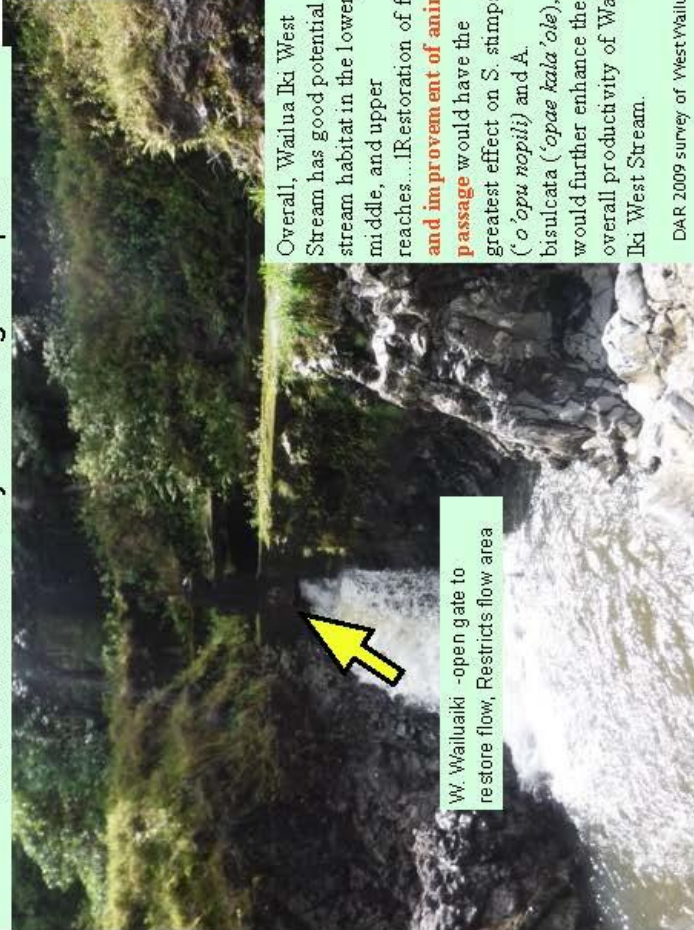 Overall, Wailua Iki West
Stream has good potential
stream habitat in the lower
middle, and upper
reaches....lRestoration of
and improvement of
passage would have the
greatest effect on S.
('o'opu nopili) and A.
bisulcata ('opae kala'ole),
would further enhance the
overall productivity of
Iki West Stream.
DAR 2009 survey of West
W. Wailuaiki -open gate to
restore flow, Restricts flow area